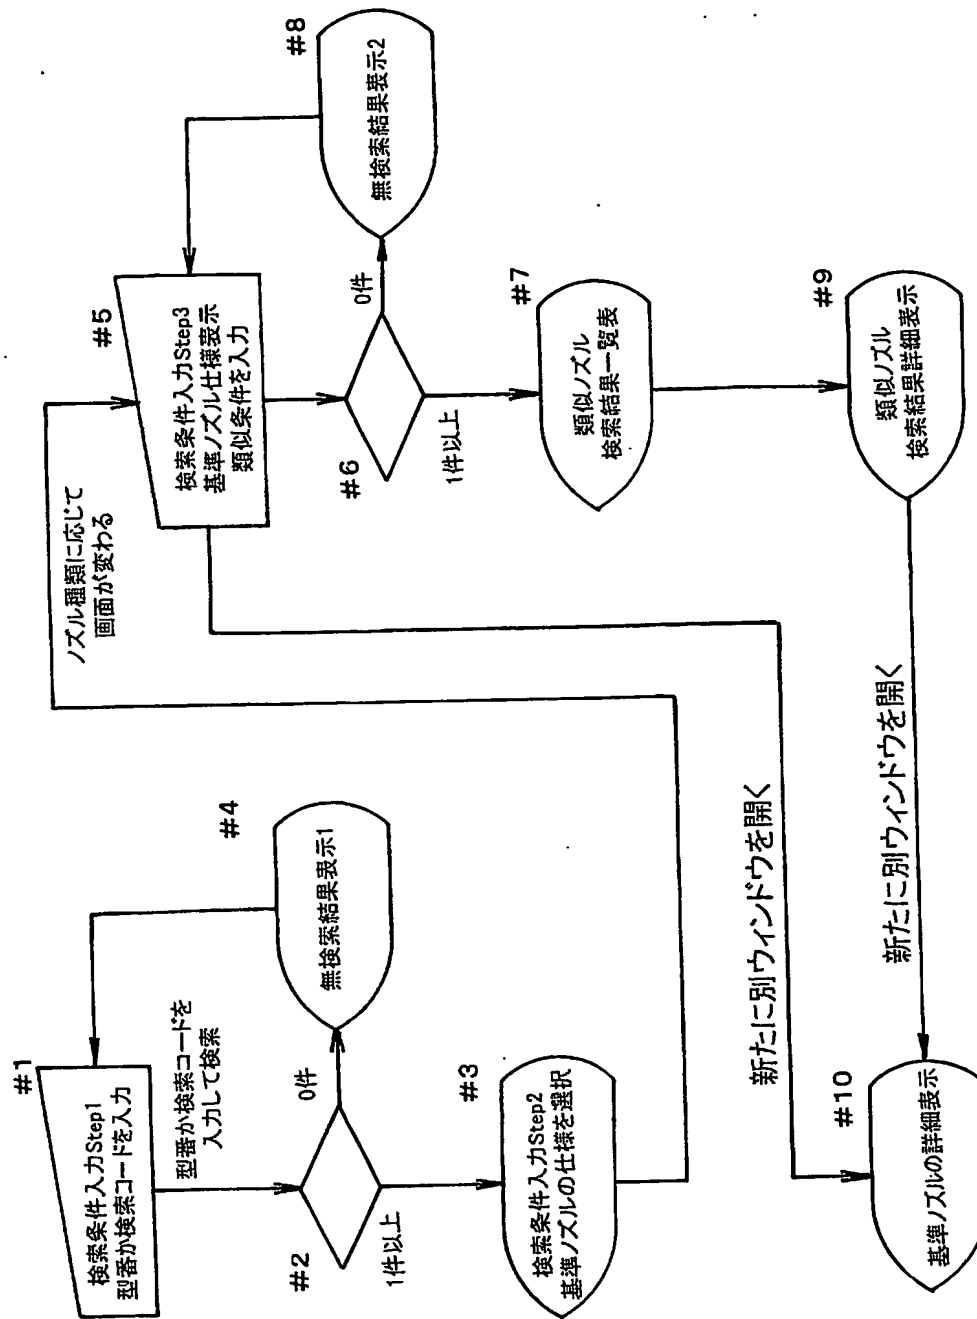 #1
検索条件入力Step1
型番か検索コードを入力
型番か検索コードを
入力して検索
#2
0件
1件以上
#4
無検索結果表示1
#3
検索条件入力Step2
基準ノズルの仕様を選択
ノズル種類に応じて
画面が変わる
#5
検索条件入力Step3
基準ノズル仕様表示
類似条件を入力
#6
0件
1件以上
#8
無検索結果表示2
#7
類似ノズル
検索結果一覧表
#9
類似ノズル
検索結果詳細表示
新たに別ウィンドウを開く
新たに別ウィンドウを開く
#10
基準ノズルの詳細表示